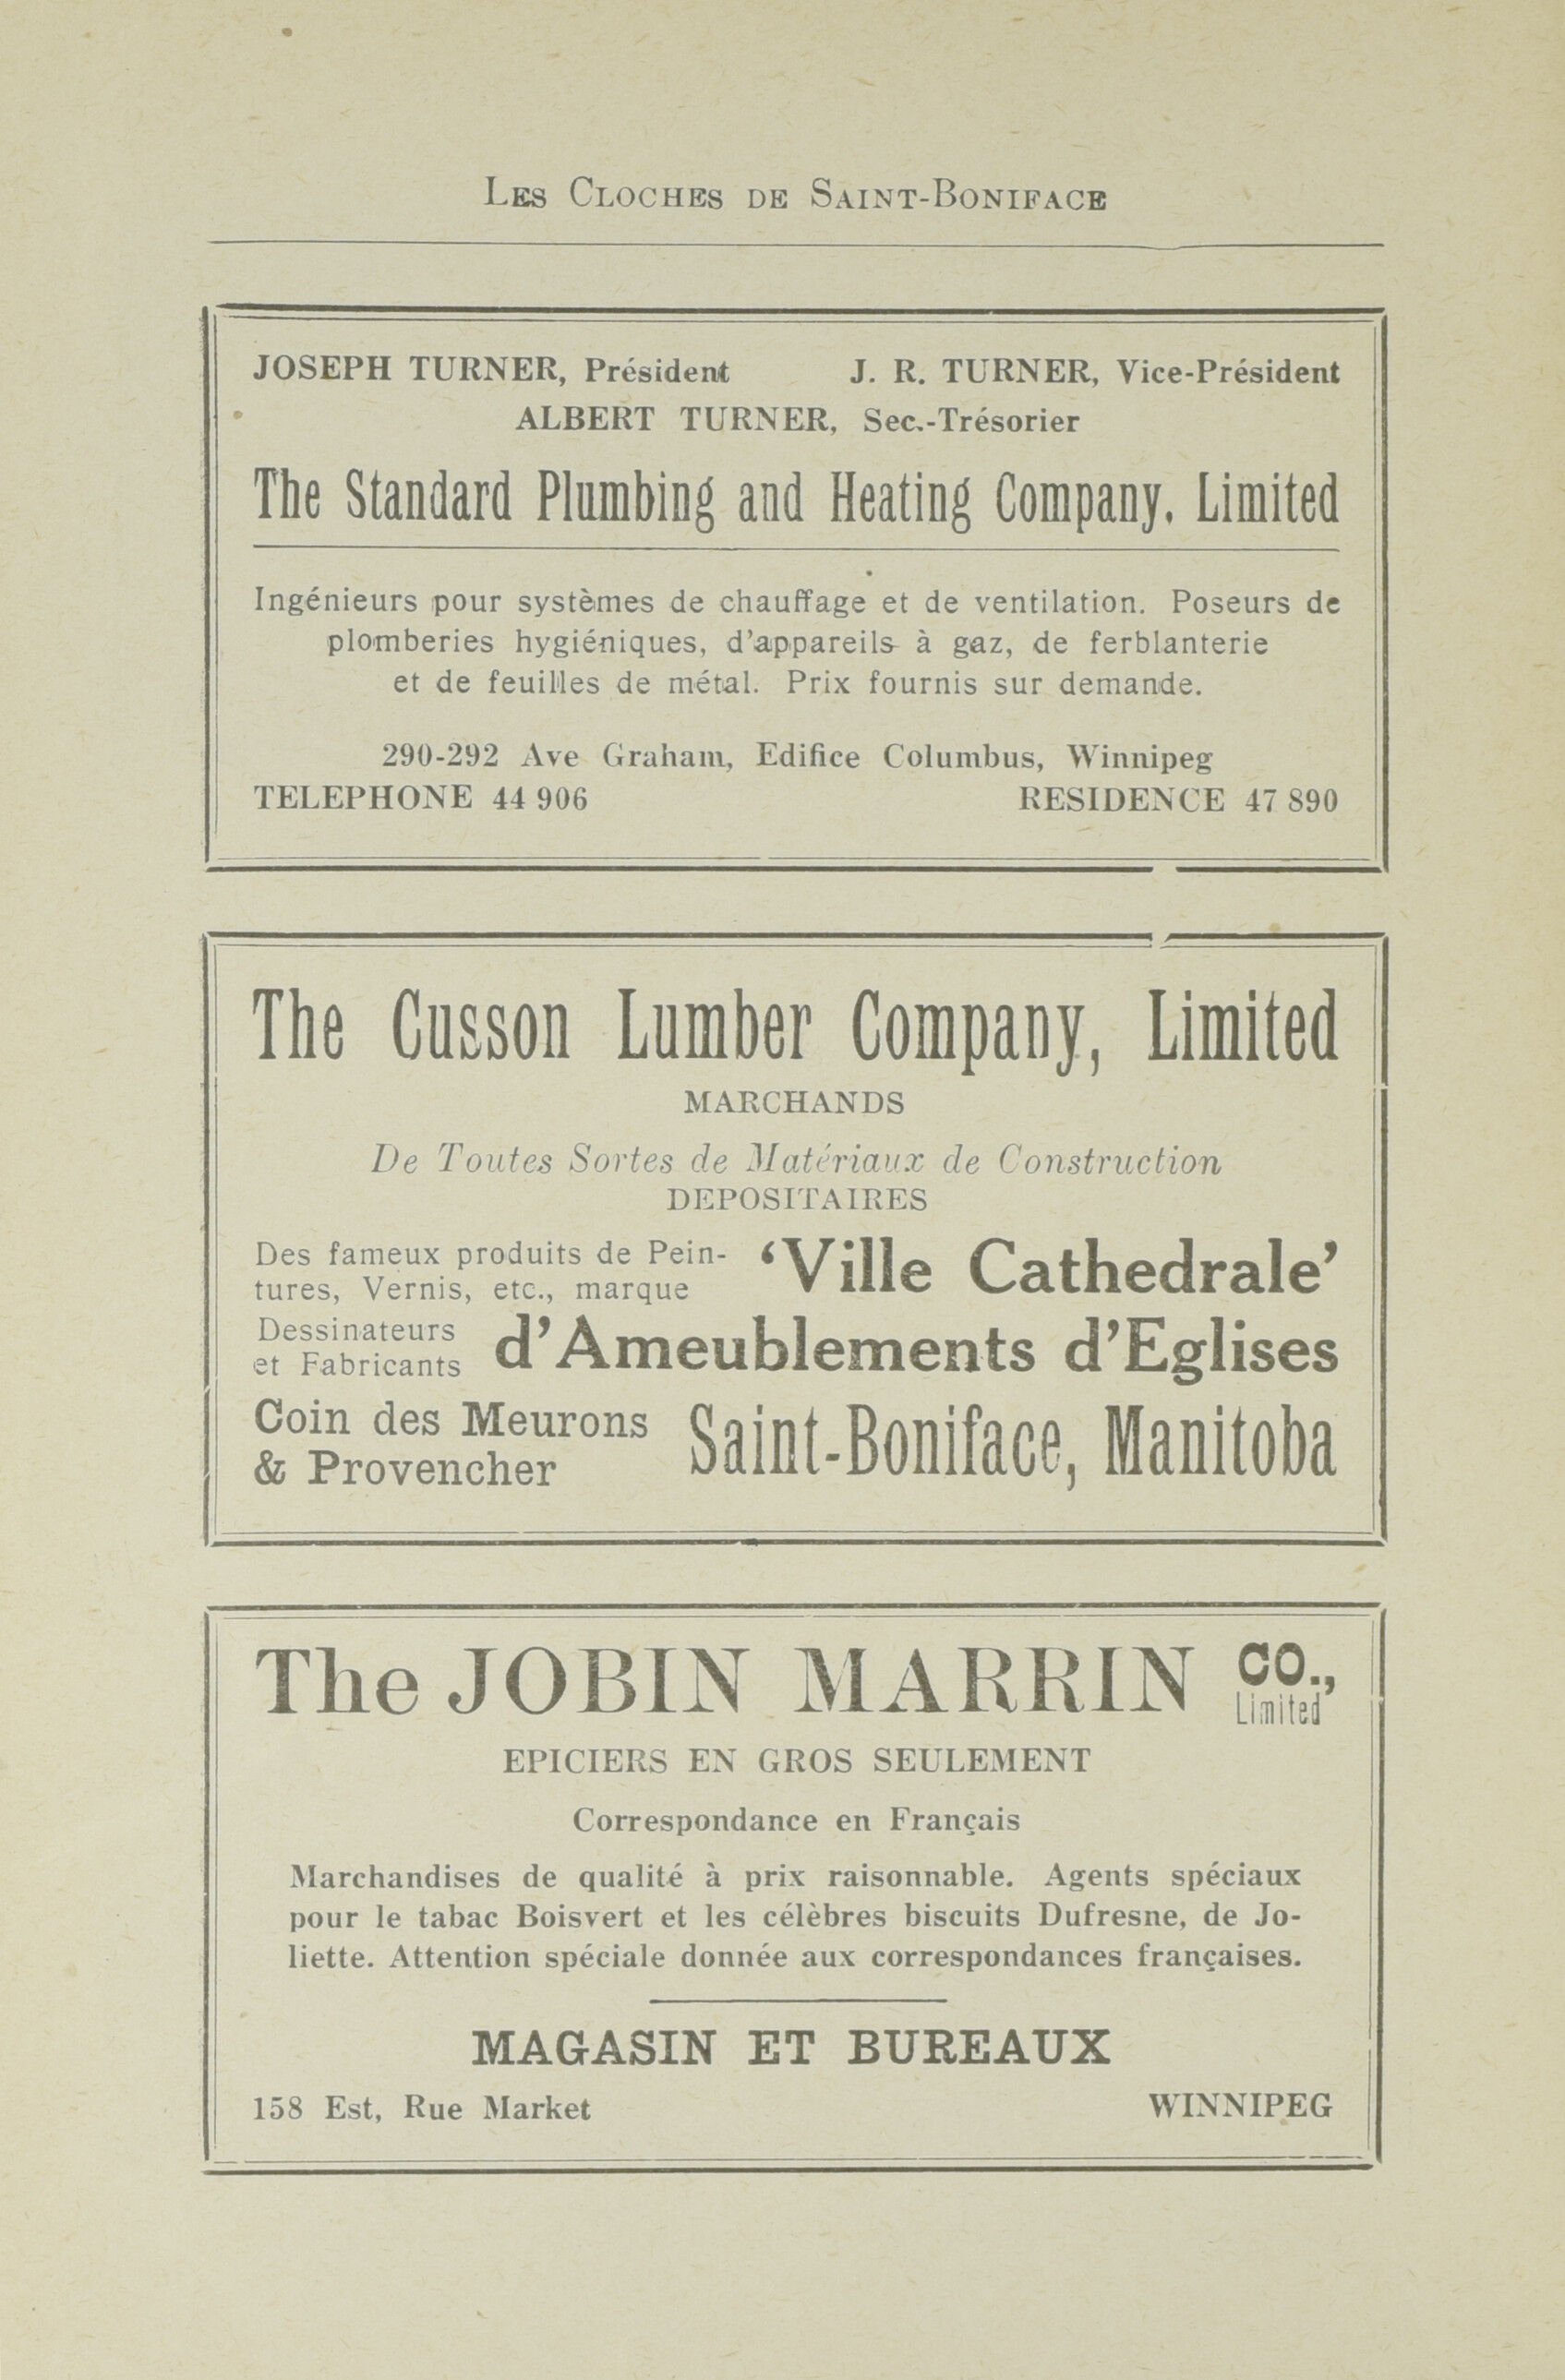 Les Cloches de Saint-Boniface
JOSEPH TURNER, Président J. R. TURNER, Vice-Président
ALBERT TURNER, Sec.-Trésorier
The Standard Plumbing and Heating Company, Limited
Ingénieurs pour systèmes de chauffage et de ventilation. Poseurs de
plomberies hygiéniques, d'appareils à gaz, de ferblanterie
et de feuilles de métal. Prix fournis sur demande.
290-292 Ave Graham, Edifice Columbus, Winnipeg
TELEPHONE 44 906 RESIDENCE 47 890
The Cusson Lumber Company, Limited
MARCHANDS
De Toutes Sortes de Matériaux de Construction
DEPOSITAIRES
Des fameux produits de Pein-
tures, Vernis, etc., marque
'Ville Cathedrale'
Dessinateurs
et Fabricants
d'Ameublements d'Eglises
Coin des Meurons
& Provencher
Saint-Boniface, Manitoba
The JOBIN MARRIN CO.,
Limited
EPICIERS EN GROS SEULEMENT
Correspondance en Français
Marchandises de qualité à prix raisonnable. Agents spéciaux
pour le tabac Boisvert et les célèbres biscuits Dufresne, de Jo-
liette. Attention spéciale donnée aux correspondances françaises.
MAGASIN ET BUREAUX
158 Est, Rue Market WINNIPEG